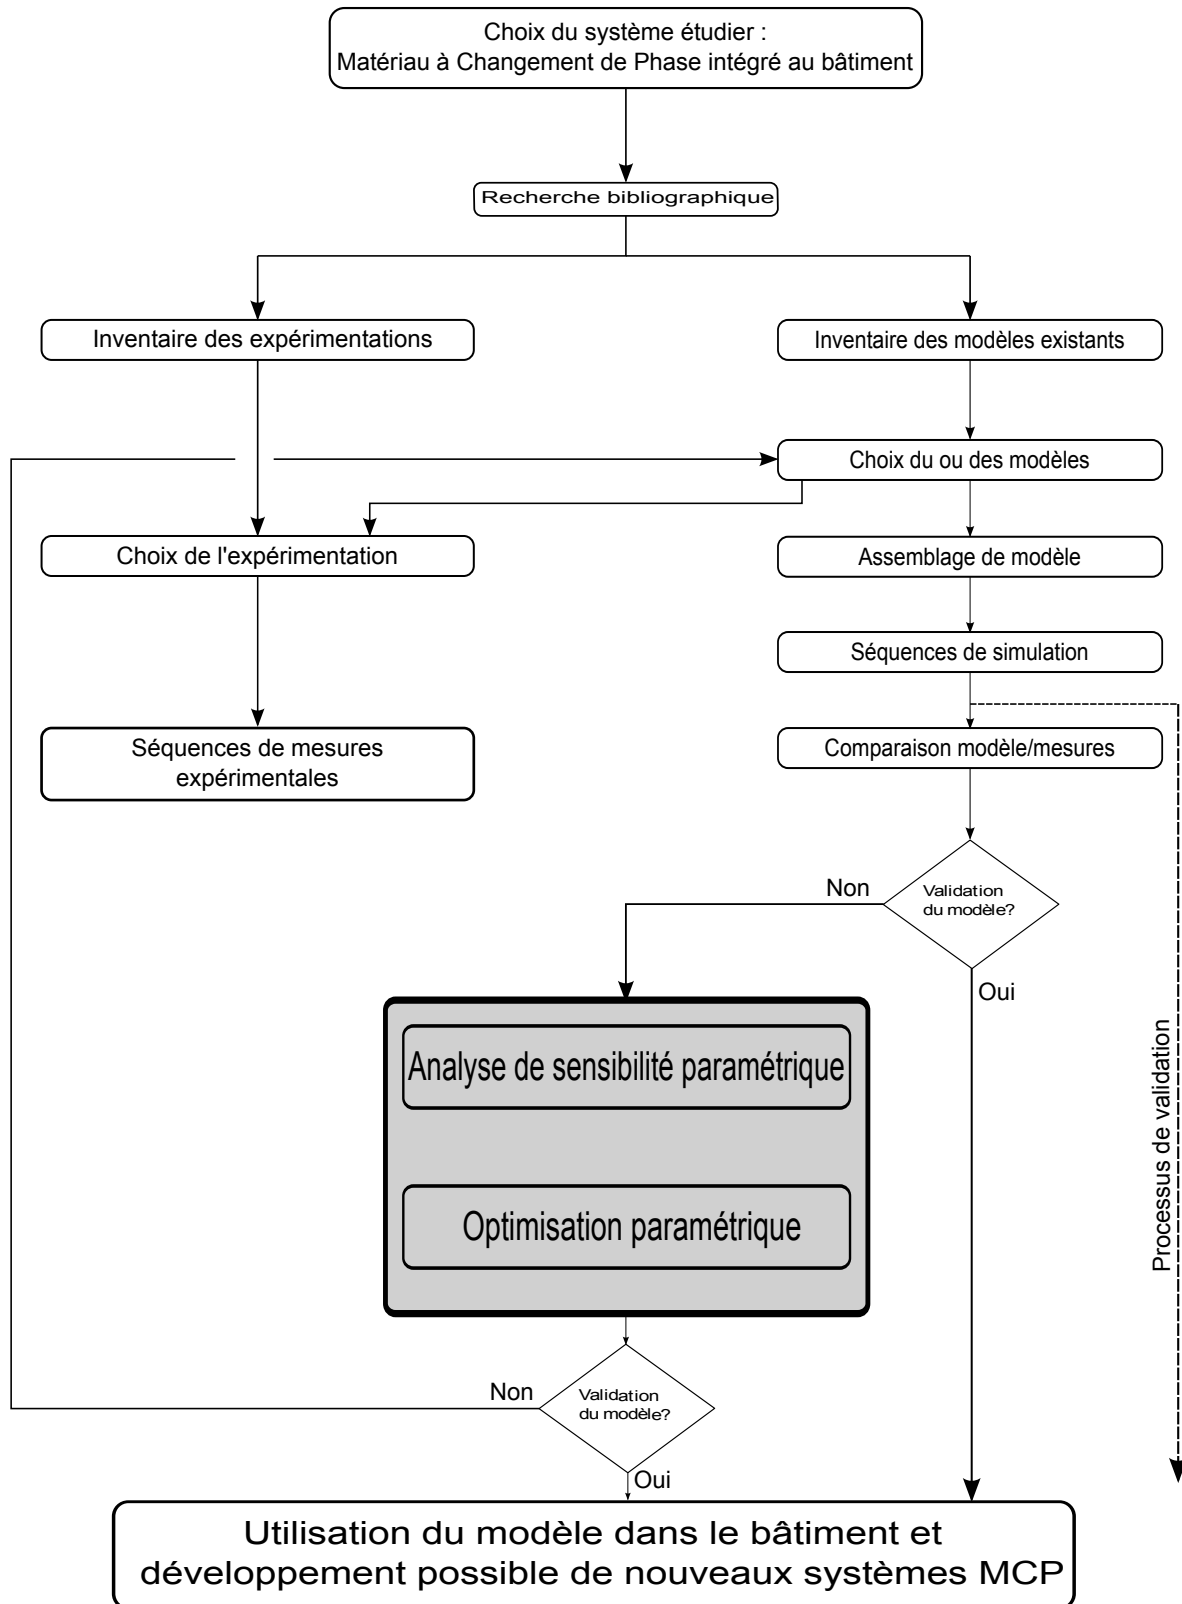 Choix du système étudier :
Matériau à Changement de Phase intégré au bâtiment
Recherche bibliographique
Inventaire des expérimentations
Inventaire des modèles existants
Choix du ou des modèles
Choix de l'expérimentation
Assemblage de modèle
Séquences de simulation
Séquences de mesures
expérimentales
Comparaison modèle/mesures
Non
Validation
du modèle?
Oui
Analyse de sensibilité paramétrique
Optimisation paramétrique
Processus de validation
Non
Validation
du modèle?
Oui
Utilisation du modèle dans le bâtiment et
développement possible de nouveaux systèmes MCP